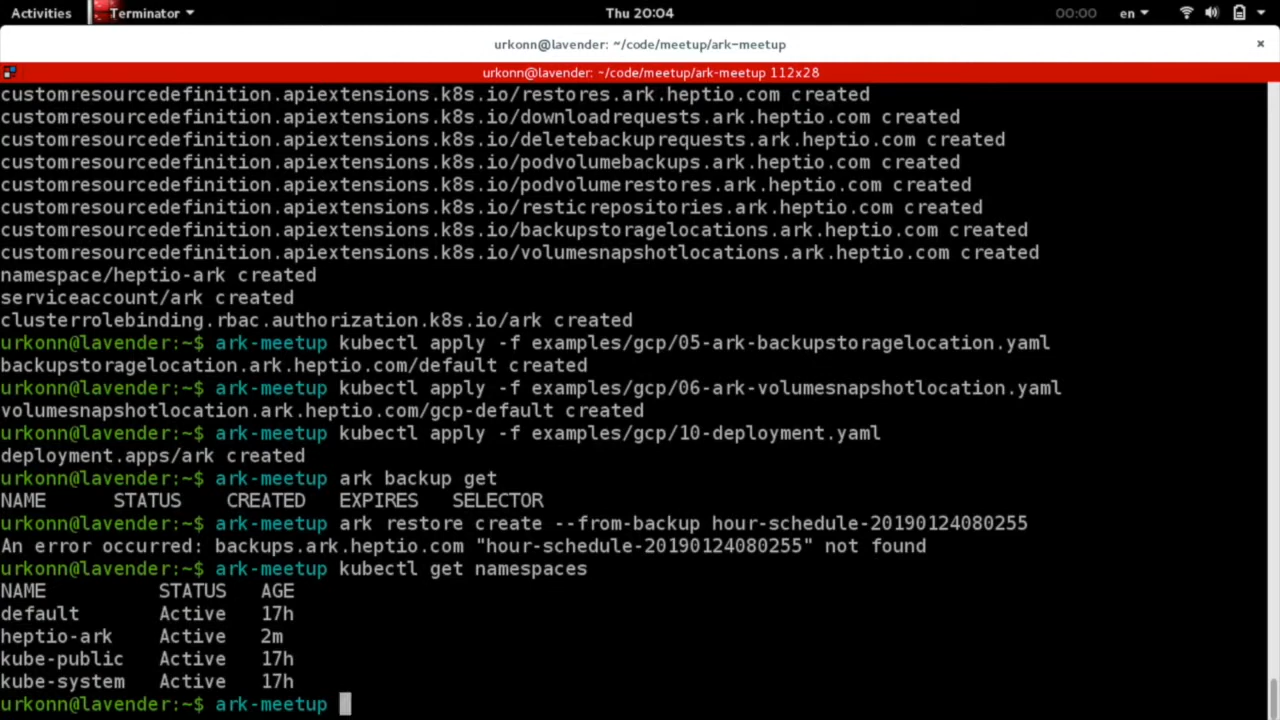 Activities Terminator Thu 20:04 00:00 en
urkonn@lavender: ~/code/meetup/ark-meetup
urkonn@lavender: ~/code/meetup/ark-meetup 112x28
customresourcedefinition.apiextensions.k8s.io/restores.ark.heptio.com created
customresourcedefinition.apiextensions.k8s.io/downloadrequests.ark.heptio.com created
customresourcedefinition.apiextensions.k8s.io/deletebackuprequests.ark.heptio.com created
customresourcedefinition.apiextensions.k8s.io/podvolumebackups.ark.heptio.com created
customresourcedefinition.apiextensions.k8s.io/podvolumerestores.ark.heptio.com created
customresourcedefinition.apiextensions.k8s.io/resticrepositories.ark.heptio.com created
customresourcedefinition.apiextensions.k8s.io/backupstoragelocations.ark.heptio.com created
customresourcedefinition.apiextensions.k8s.io/volumesnapshotlocations.ark.heptio.com created
namespace/heptio-ark created
serviceaccount/ark created
clusterrolebinding.rbac.authorization.k8s.io/ark created
urkonn@lavender:~$ ark-meetup kubectl apply -f examples/gcp/05-ark-backupstoragelocation.yaml
backupstoragelocation.ark.heptio.com/default created
urkonn@lavender:~$ ark-meetup kubectl apply -f examples/gcp/06-ark-volumesnapshotlocation.yaml
volumesnapshotlocation.ark.heptio.com/gcp-default created
urkonn@lavender:~$ ark-meetup kubectl apply -f examples/gcp/10-deployment.yaml
deployment.apps/ark created
urkonn@lavender:~$ ark-meetup ark backup get
NAME STATUS CREATED EXPIRES SELECTOR
urkonn@lavender:~$ ark-meetup ark restore create --from-backup hour-schedule-20190124080255
An error occurred: backups.ark.heptio.com "hour-schedule-20190124080255" not found
urkonn@lavender:~$ ark-meetup kubectl get namespaces
NAME STATUS AGE
default Active 17h
heptio-ark Active 2m
kube-public Active 17h
kube-system Active 17h
urkonn@lavender:~$ ark-meetup